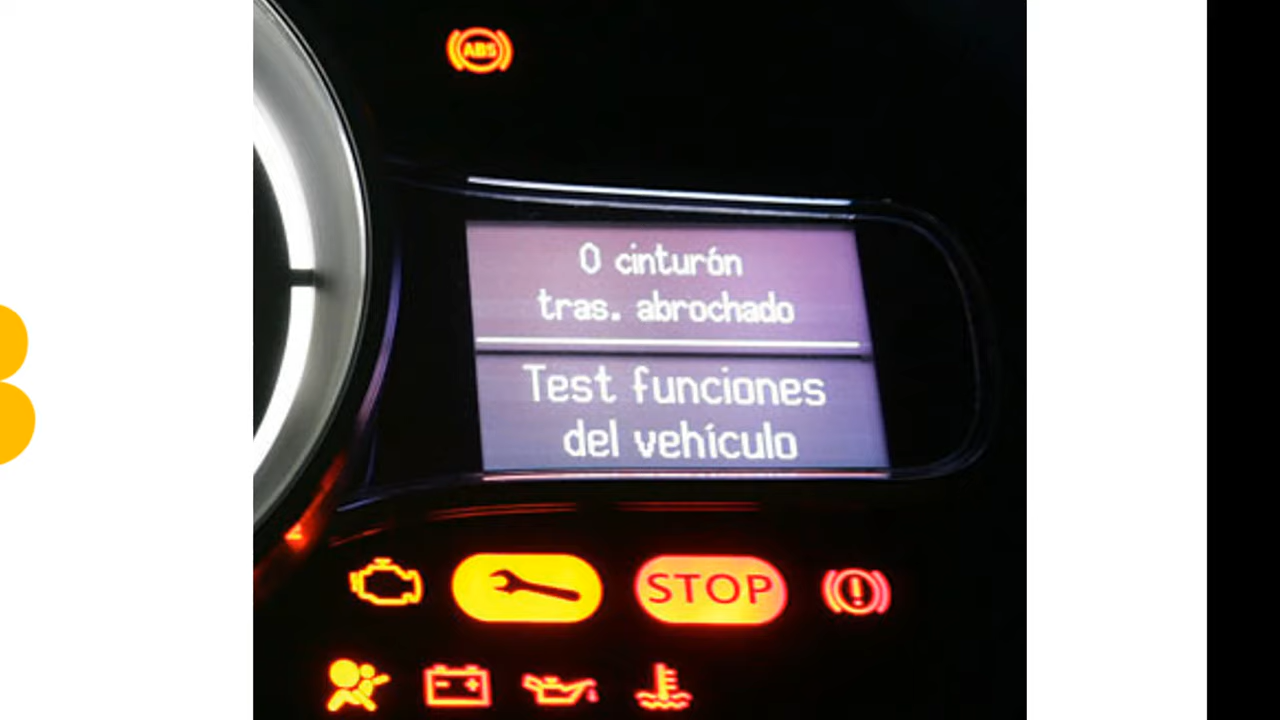 ABS
0 cinturón
tras. abrochado
Test funciones
del vehículo
STOP